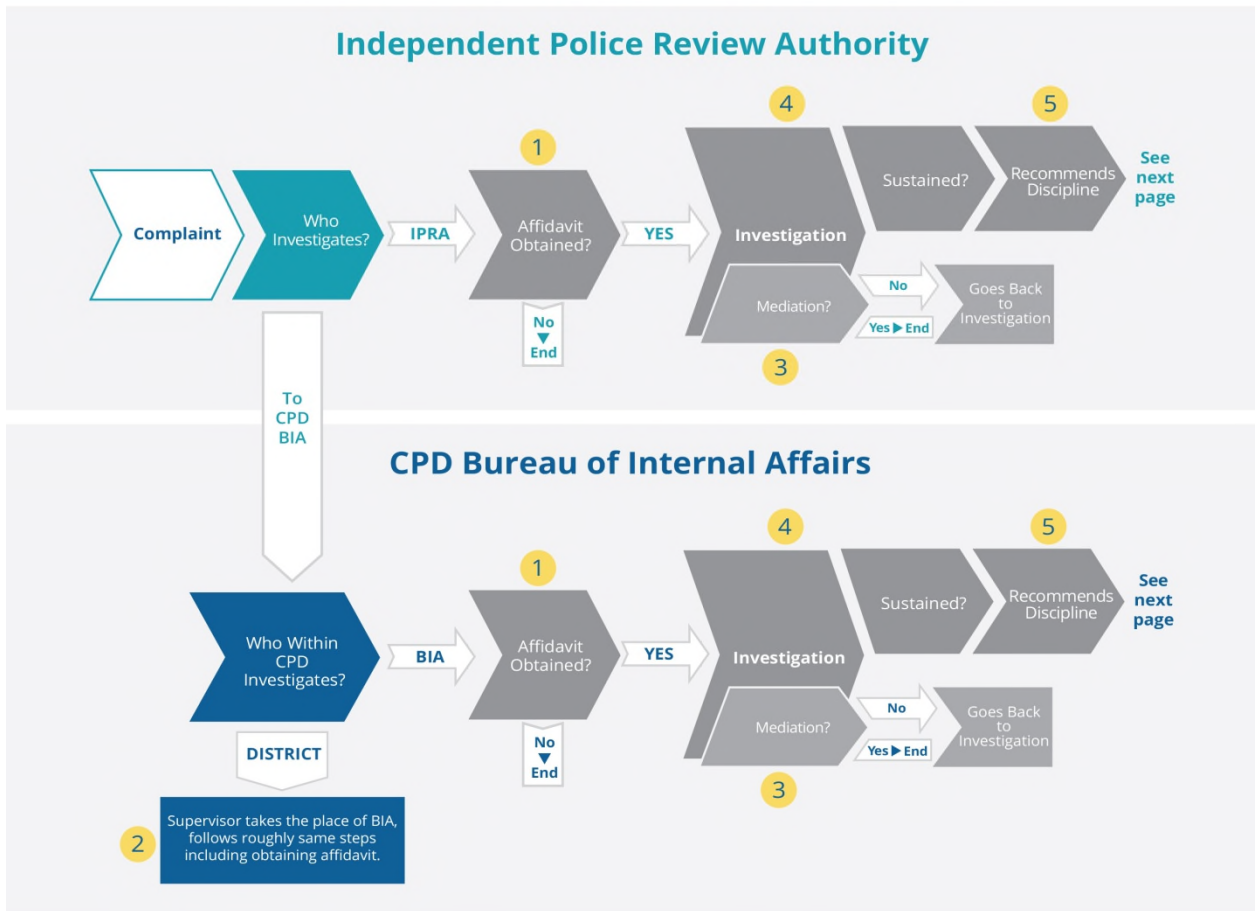 Independent Police Review Authority
4
5
1
Complaint
Who
Investigates?
IPRA
Affidavit
Obtained?
YES
Investigation
Sustained?
Recommends
Discipline
See
next
page
No
▼
End
Mediation?
No
Yes ▶ End
Goes Back
to
Investigation
3
To
CPD
BIA
CPD Bureau of Internal Affairs
4
5
1
Who Within
CPD
Investigates?
BIA
Affidavit
Obtained?
YES
Investigation
Sustained?
Recommends
Discipline
See
next
page
No
▼
End
Mediation?
No
Yes ▶ End
Goes Back
to
Investigation
3
DISTRICT
2
Supervisor takes the place of BIA,
follows roughly same steps
including obtaining affidavit.